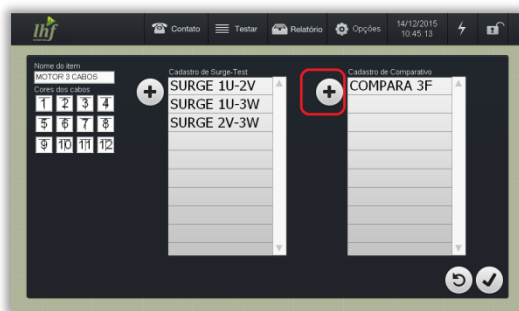 lhf
Contato
Testar
Relatório
Opções
14/12/2015
10:45:13
Nome do item
MOTOR 3 CABOS
Cores dos cabos
1 2 3 4
5 6 7 8
9 10 11 12
Cadastro de Surge-Test
SURGE 1U-2V
SURGE 1U-3W
SURGE 2V-3W
Cadastro de Comparativo
COMPARA 3F